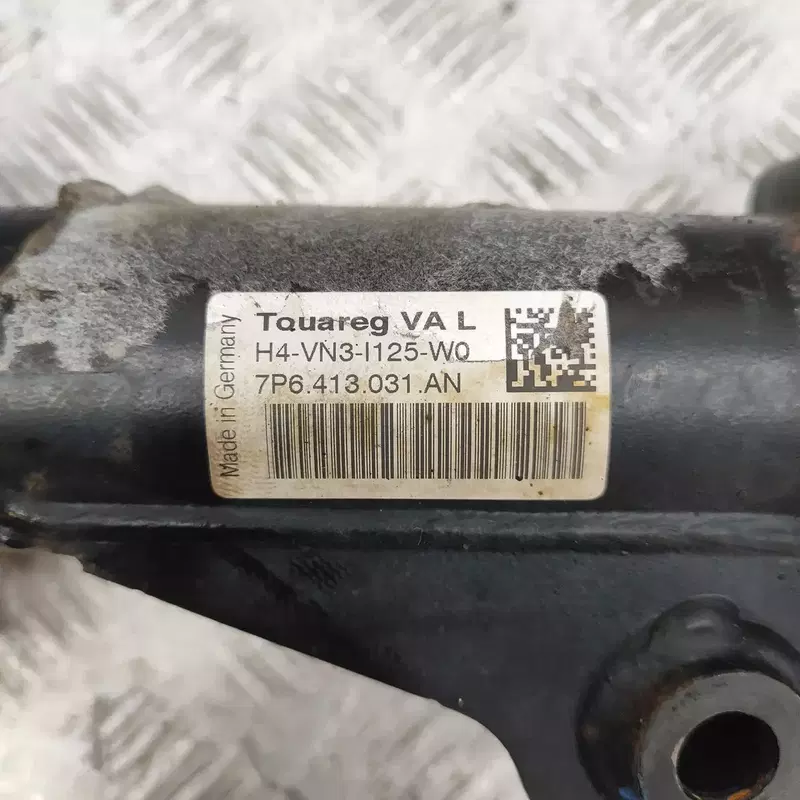 Touareg VA L
H4-VN3-I125-W0
7P6.413.031.AN
Made in Germany